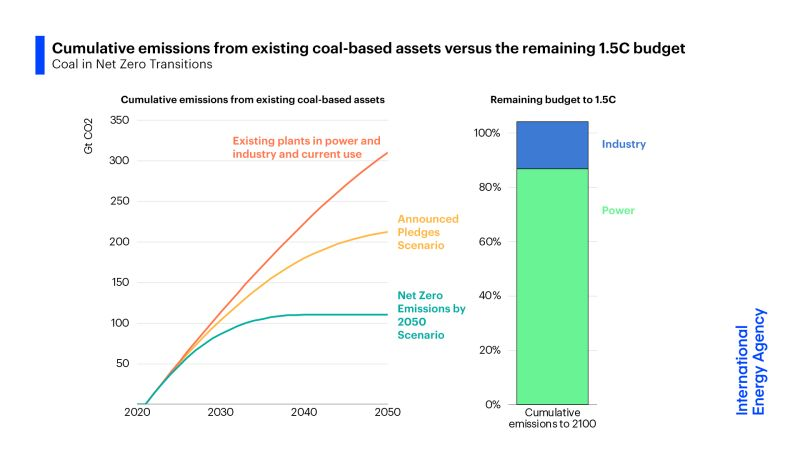 Cumulative emissions from existing coal-based assets versus the remaining 1.5C budget
Coal in Net Zero Transitions
Cumulative emissions from existing coal-based assets
Gt CO2
350
300
250
200
150
100
50
2020
2030
2040
2050
Existing plants in power and
industry and current use
Announced
Pledges
Scenario
Net Zero
Emissions by
2050
Scenario
Remaining budget to 1.5C
100%
80%
60%
40%
20%
0%
Industry
Power
Cumulative
emissions to 2100
International
Energy Agency